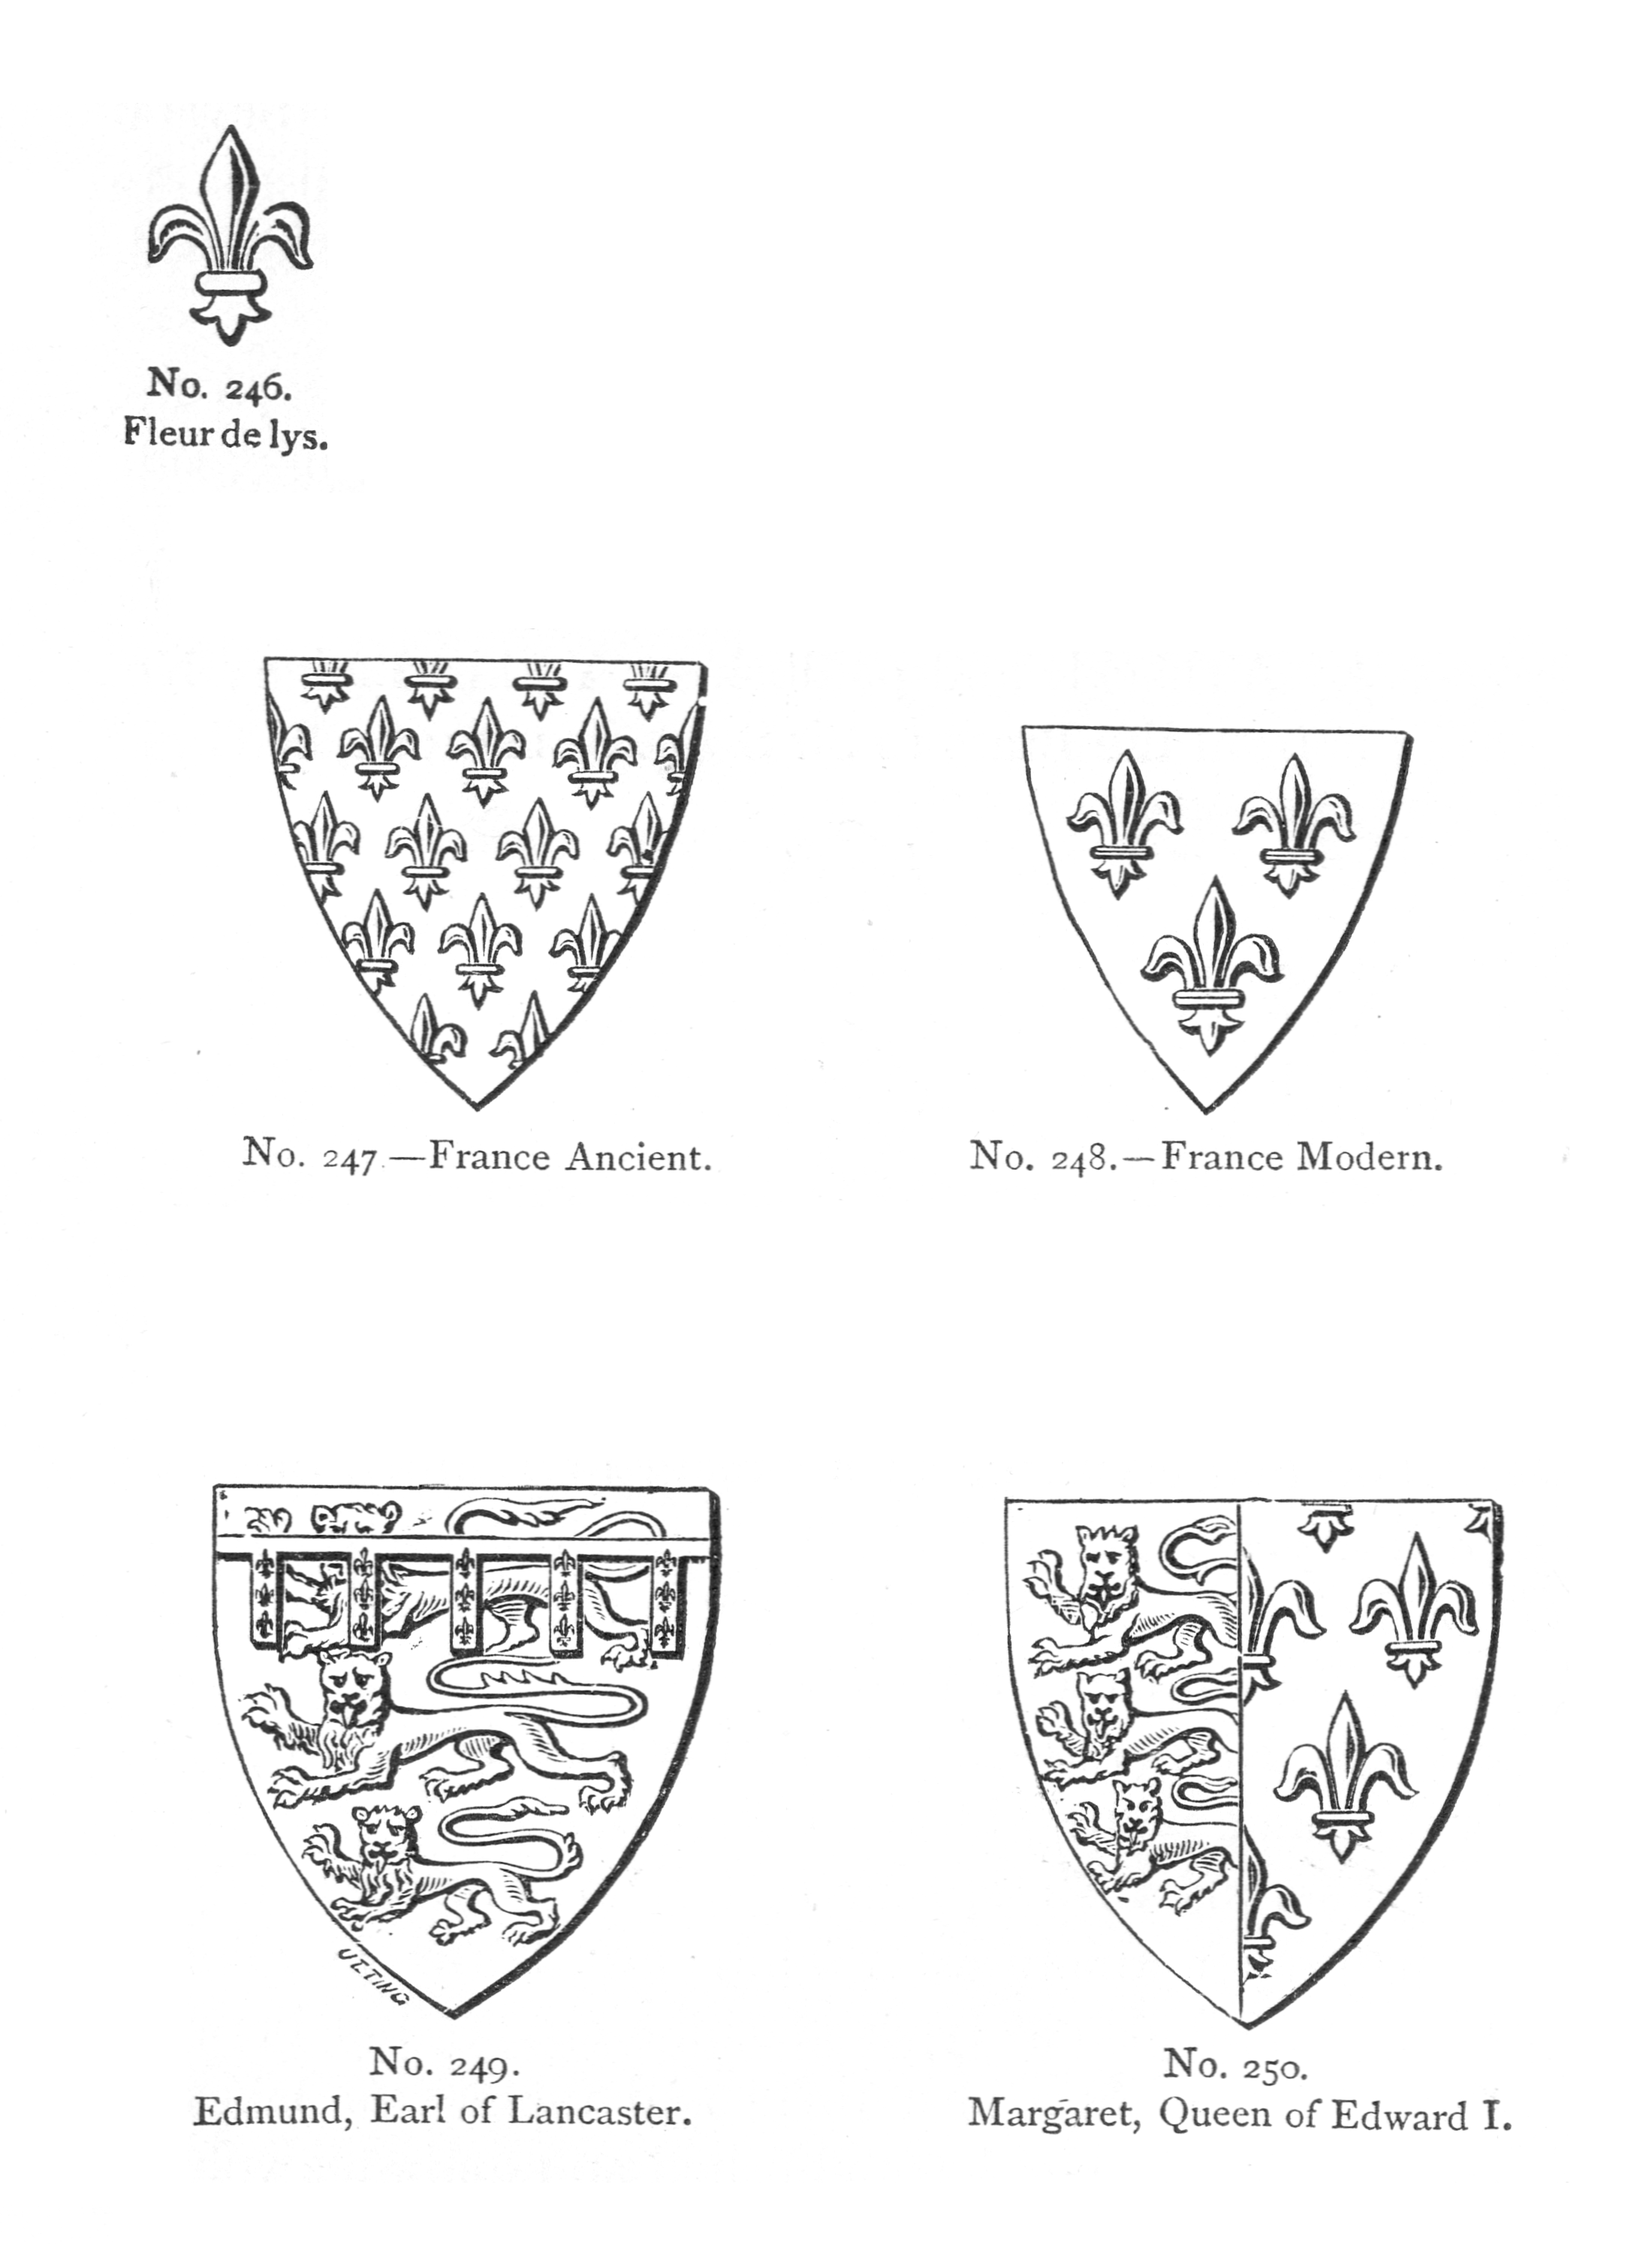 No. 246.
Fleur de lys.
No. 247.—France Ancient.
No. 248.—France Modern.
UTTING
No. 249.
Edmund, Earl of Lancaster.
No. 250.
Margaret, Queen of Edward I.